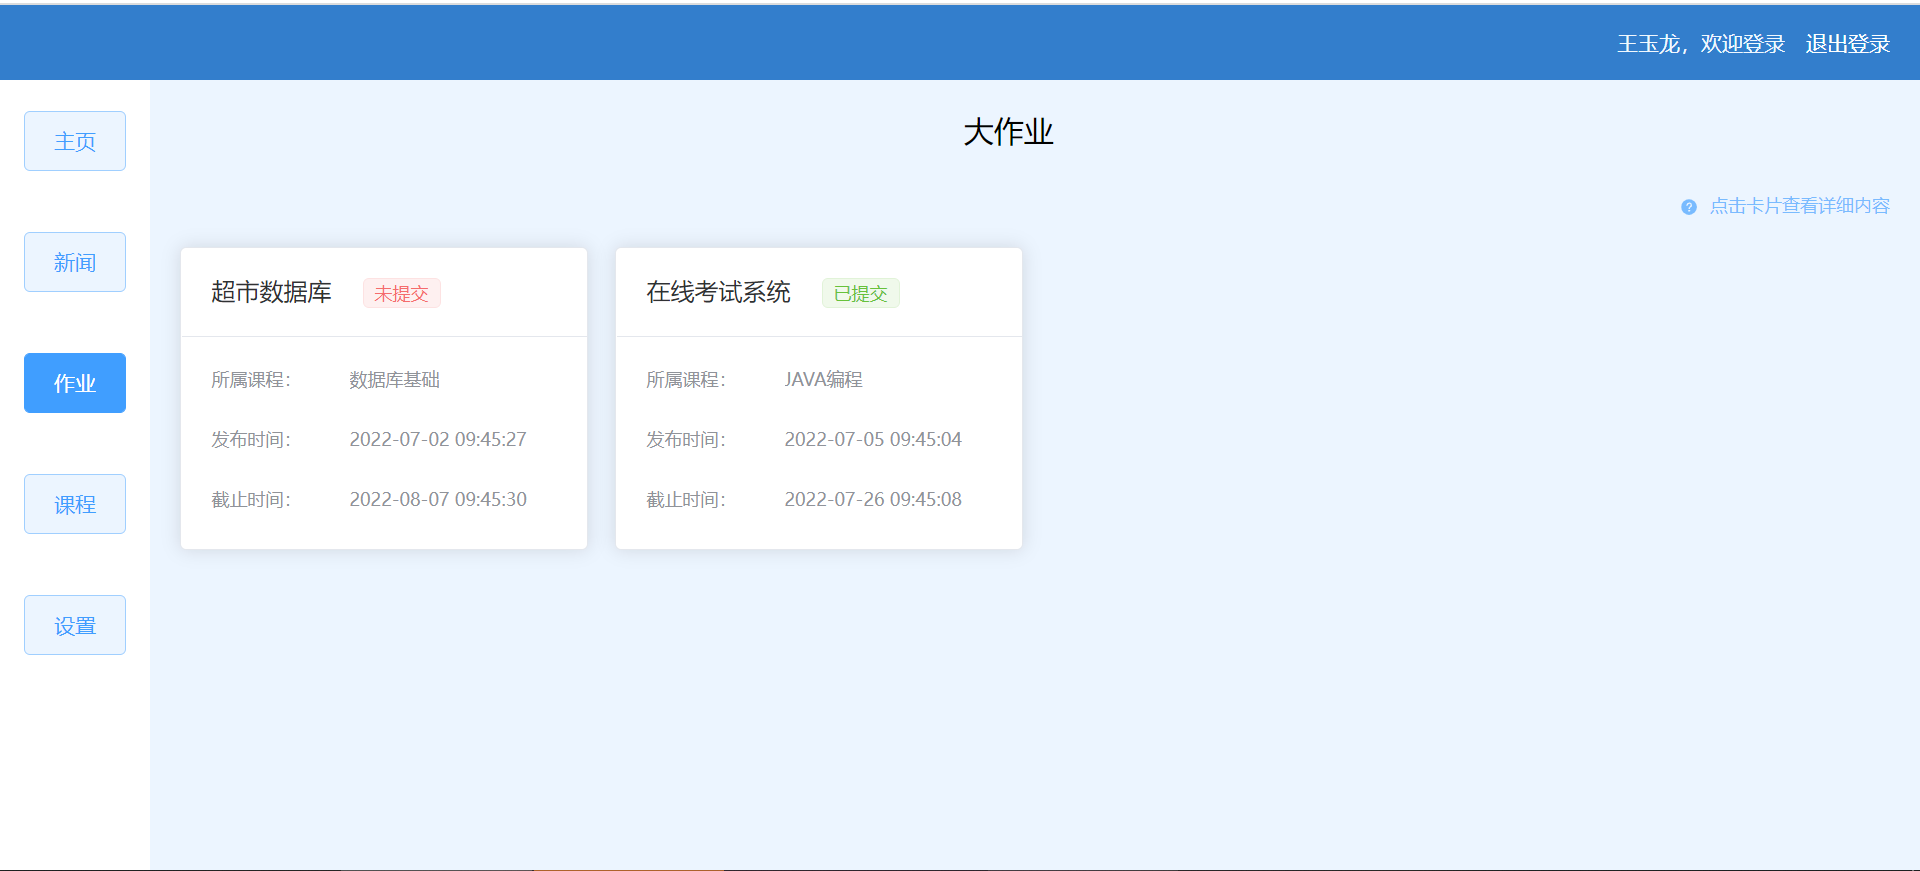 王玉龙，欢迎登录 退出登录
主页
新闻
作业
课程
设置
大作业
点击卡片查看详细内容
超市数据库 未提交
所属课程： 数据库基础
发布时间： 2022-07-02 09:45:27
截止时间： 2022-08-07 09:45:30
在线考试系统 已提交
所属课程： JAVA编程
发布时间： 2022-07-05 09:45:04
截止时间： 2022-07-26 09:45:08